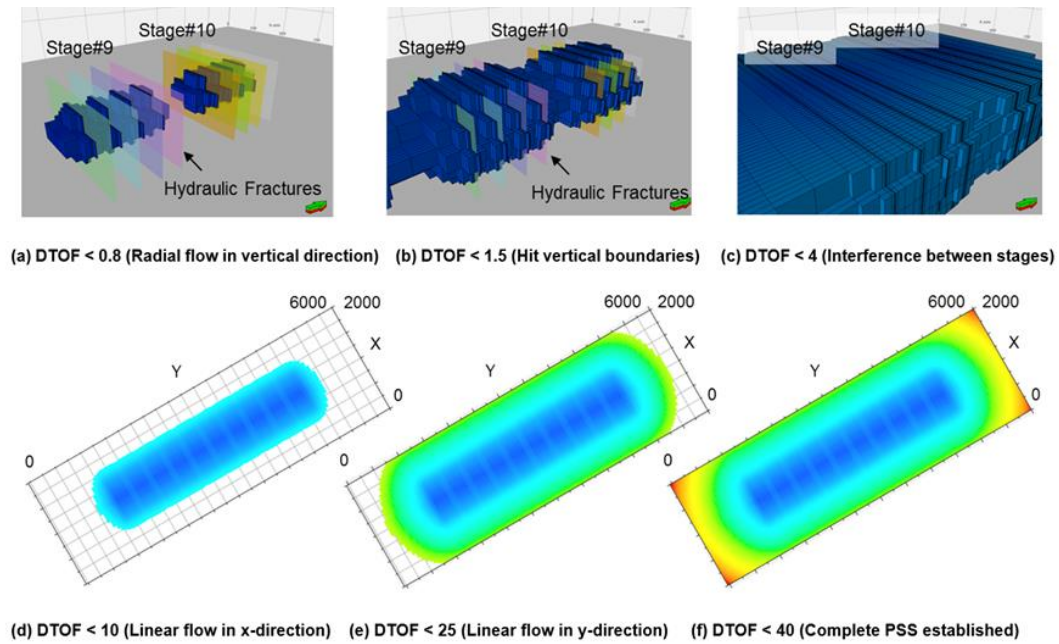 Stage#10
Stage#9
Hydraulic Fractures
Stage#10
Stage#9
Hydraulic Fractures
Stage#10
Stage#9
(a) DTOF < 0.8 (Radial flow in vertical direction)
(b) DTOF < 1.5 (Hit vertical boundaries)
(c) DTOF < 4 (Interference between stages)
6000 2000
X
Y
0
0
6000 2000
X
Y
0
0
6000 2000
X
Y
0
0
(d) DTOF < 10 (Linear flow in x-direction)
(e) DTOF < 25 (Linear flow in y-direction)
(f) DTOF < 40 (Complete PSS established)